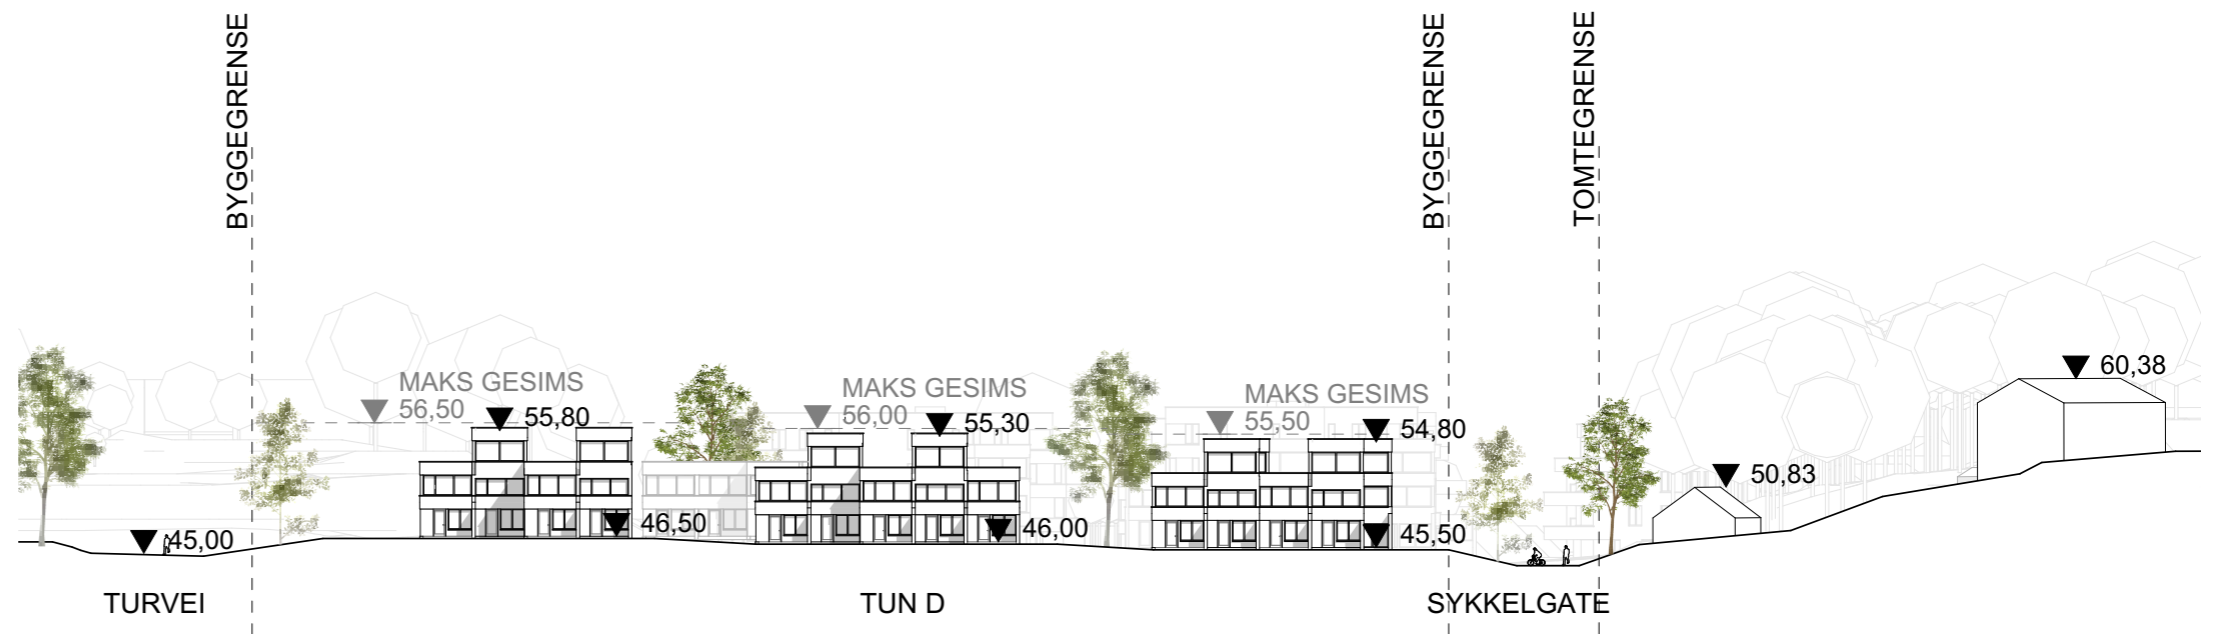 BYGGEGRENSE
BYGGEGRENSE
TOMTEGRENSE
MAKS GESIMS
56,50
55,80
MAKS GESIMS
56,00
55,30
MAKS GESIMS
55,50
54,80
60,38
50,83
45,00
46,50
46,00
45,50
TURVEI
TUN D
SYKKELGATE